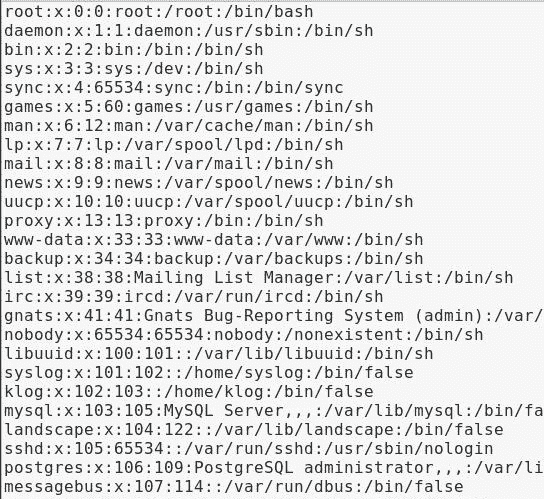 root:x:0:0:root:/root:/bin/bash
daemon:x:1:1:daemon:/usr/sbin:/bin/sh
bin:x:2:2:bin:/bin:/bin/sh
sys:x:3:3:sys:/dev:/bin/sh
sync:x:4:65534:sync:/bin:/bin/sync
games:x:5:60:games:/usr/games:/bin/sh
man:x:6:12:man:/var/cache/man:/bin/sh
lp:x:7:7:lp:/var/spool/lpd:/bin/sh
mail:x:8:8:mail:/var/mail:/bin/sh
news:x:9:9:news:/var/spool/news:/bin/sh
uucp:x:10:10:uucp:/var/spool/uucp:/bin/sh
proxy:x:13:13:proxy:/bin:/bin/sh
www-data:x:33:33:www-data:/var/www:/bin/sh
backup:x:34:34:backup:/var/backups:/bin/sh
list:x:38:38:Mailing List Manager:/var/list:/bin/sh
irc:x:39:39:ircd:/var/run/ircd:/bin/sh
gnats:x:41:41:Gnats Bug-Reporting System (admin):/var/
nobody:x:65534:65534:nobody:/nonexistent:/bin/sh
libuuid:x:100:101::/var/lib/libuuid:/bin/sh
syslog:x:101:102::/home/syslog:/bin/false
klog:x:102:103::/home/klog:/bin/false
mysql:x:103:105:MySQL Server,,,:/var/lib/mysql:/bin/fa
landscape:x:104:122::/var/lib/landscape:/bin/false
sshd:x:105:65534::/var/run/sshd:/usr/sbin/nologin
postgres:x:106:109:PostgreSQL administrator,,,:/var/li
messagebus:x:107:114::/var/run/dbus:/bin/false